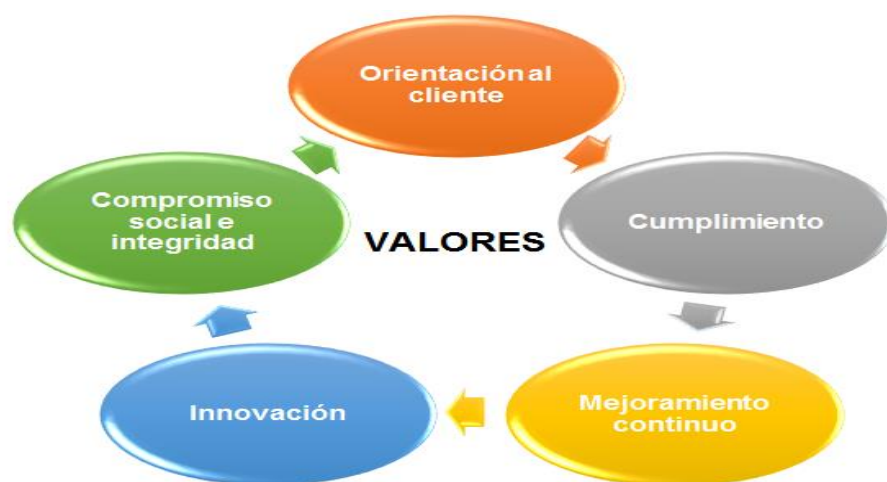 Orientación al
cliente
Cumplimiento
Mejoramiento
continuo
Innovación
Compromiso
social e
integridad
VALORES